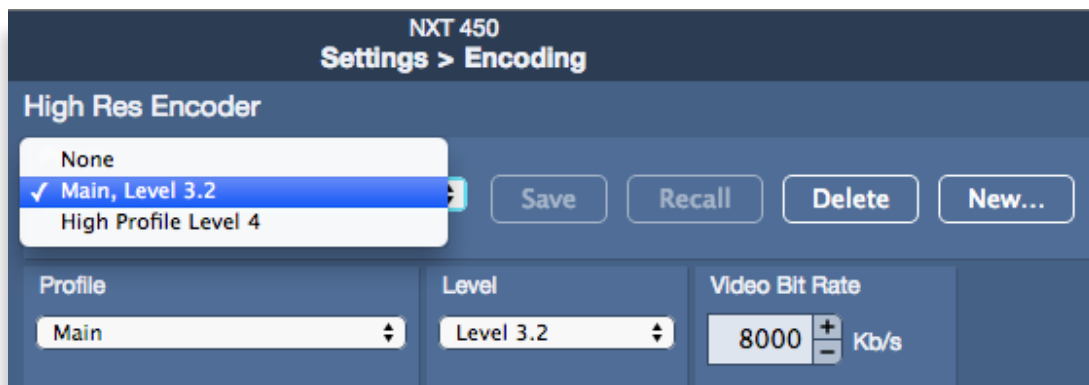 NXT 450
Settings > Encoding
High Res Encoder
None
✓ Main, Level 3.2
High Profile Level 4
Save Recall Delete New...
Profile Level Video Bit Rate
Main Level 3.2 8000 + − Kb/s